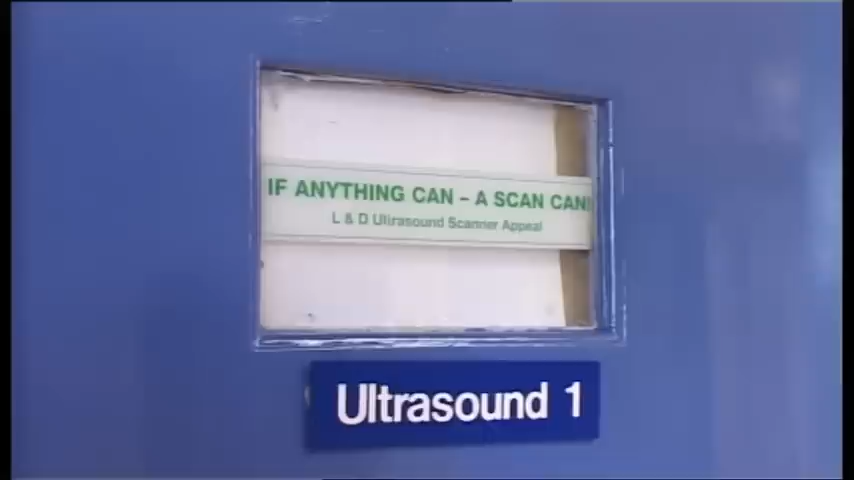 IF ANYTHING CAN – A SCAN CAN!
L & D Ultrasound Scanner Appeal
Ultrasound 1